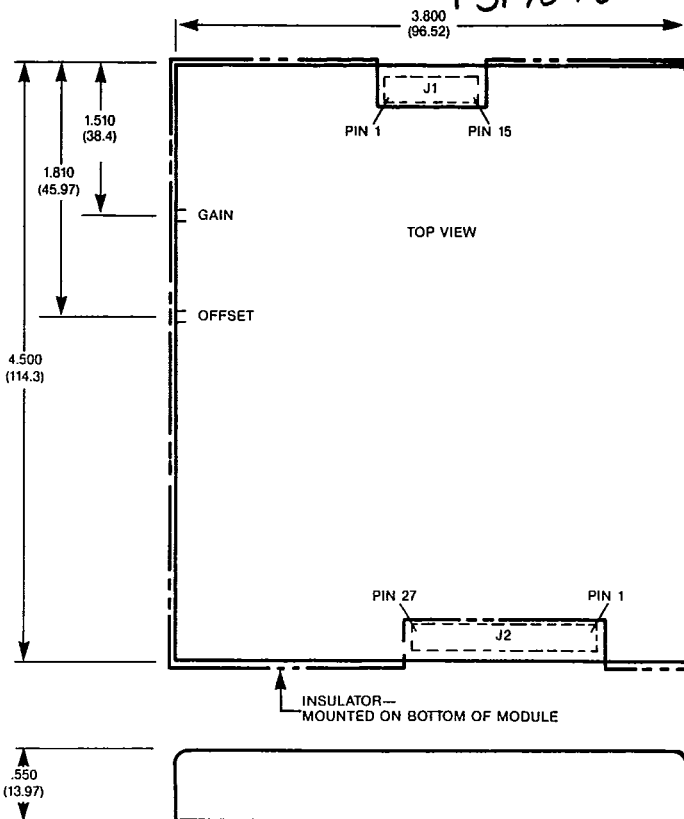 3.800
(96.52)
J1
PIN 1
PIN 15
1.510
(38.4)
1.810
(45.97)
GAIN
TOP VIEW
OFFSET
4.500
(114.3)
PIN 27
PIN 1
J2
INSULATOR—
MOUNTED ON BOTTOM OF MODULE
.550
(13.97)